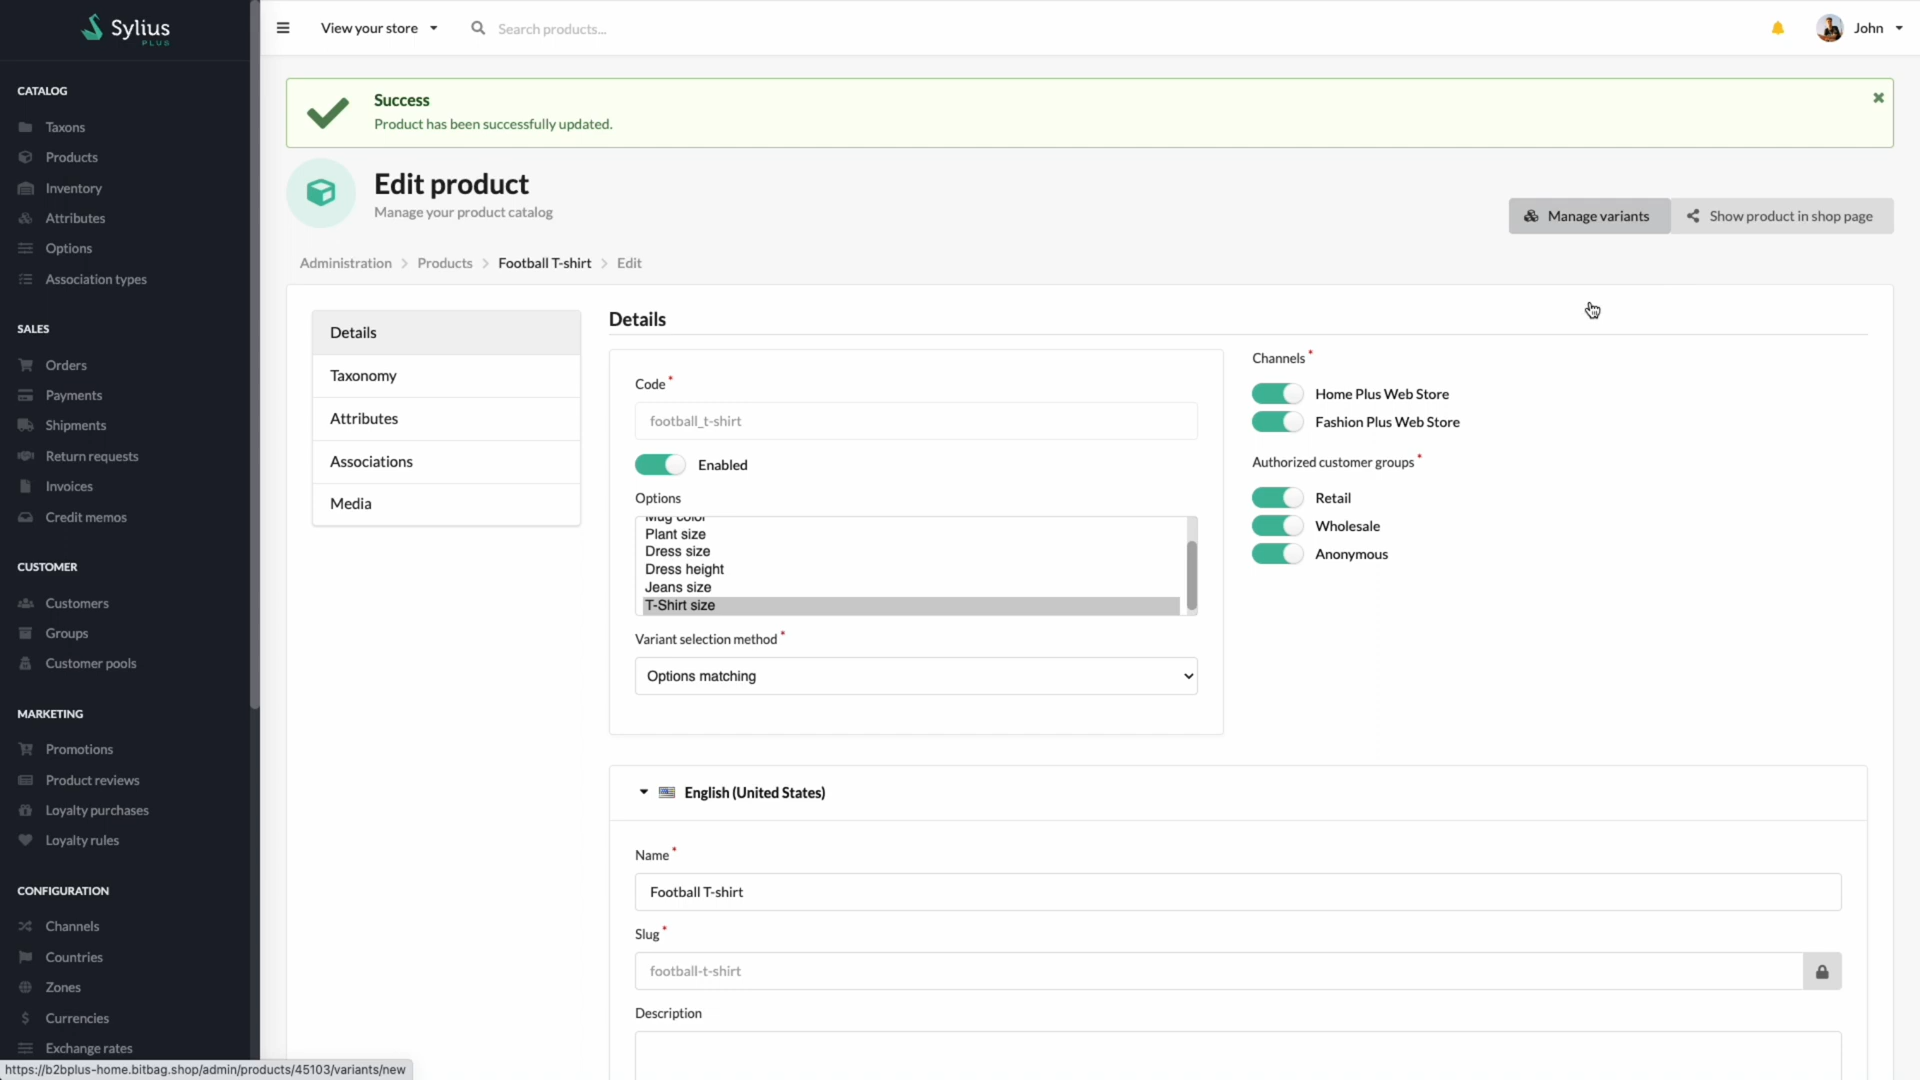 Sylius
PLUS
View your store
Search products...
John
Success
Product has been successfully updated.
CATALOG
Taxons
Products
Inventory
Attributes
Options
Association types
SALES
Orders
Payments
Shipments
Return requests
Invoices
Credit memos
CUSTOMER
Customers
Groups
Customer pools
MARKETING
Promotions
Product reviews
Loyalty purchases
Loyalty rules
CONFIGURATION
Channels
Countries
Zones
Currencies
Exchange rates
Edit product
Manage your product catalog
Manage variants
Show product in shop page
Administration
Products
Football T-shirt
Edit
Details
Taxonomy
Attributes
Associations
Media
Details
Code *
football_t-shirt
Enabled
Options
Mug color
Plant size
Dress size
Dress height
Jeans size
T-Shirt size
Variant selection method *
Options matching
Channels *
Home Plus Web Store
Fashion Plus Web Store
Authorized customer groups *
Retail
Wholesale
Anonymous
English (United States)
Name *
Football T-shirt
Slug *
football-t-shirt
Description
https://b2bplus-home.bitbag.shop/admin/products/45103/variants/new